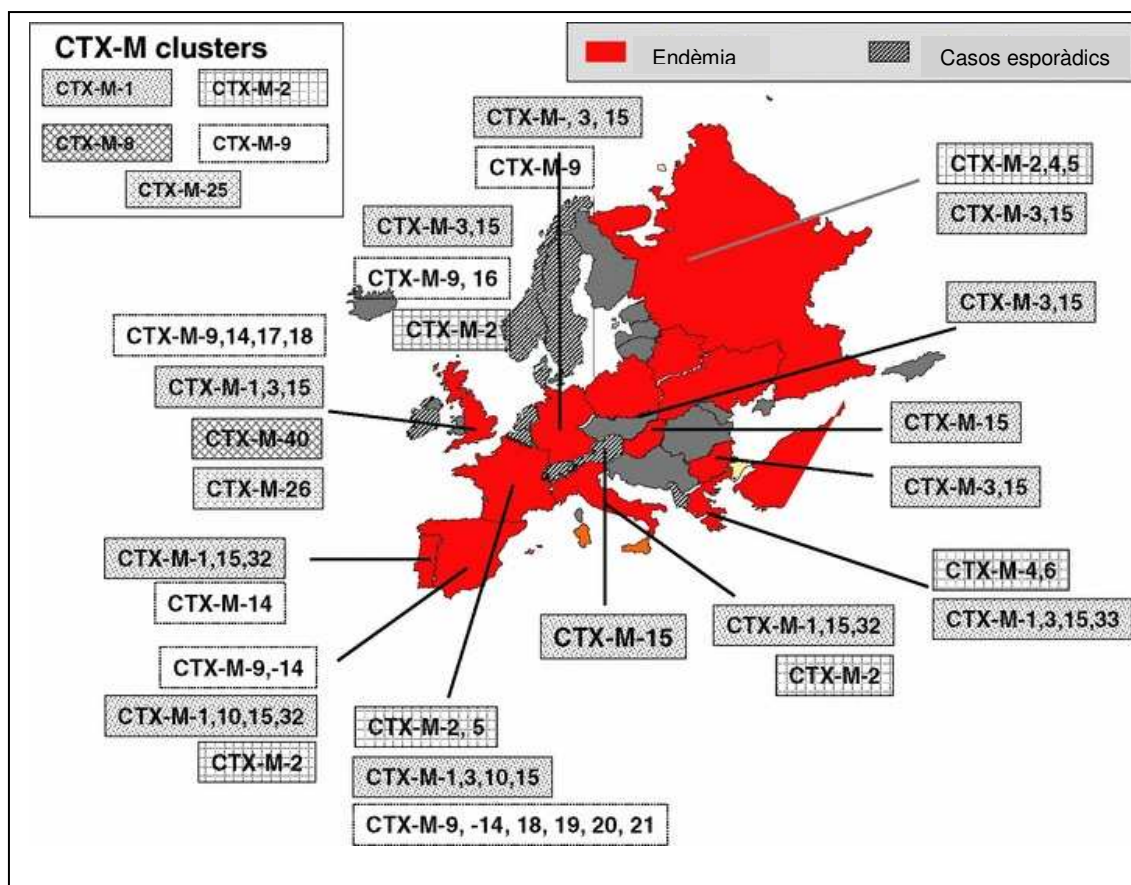 CTX-M clusters
CTX-M-1
CTX-M-2
CTX-M-8
CTX-M-9
CTX-M-25
Endèmia
Casos esporàdics
CTX-M-, 3, 15
CTX-M-9
CTX-M-2,4,5
CTX-M-3,15
CTX-M-3,15
CTX-M-9, 16
CTX-M-2
CTX-M-3,15
CTX-M-9,14,17,18
CTX-M-1,3,15
CTX-M-40
CTX-M-26
CTX-M-15
CTX-M-3,15
CTX-M-1,15,32
CTX-M-14
CTX-M-4,6
CTX-M-1,3,15,33
CTX-M-15
CTX-M-1,15,32
CTX-M-2
CTX-M-9,-14
CTX-M-1,10,15,32
CTX-M-2
CTX-M-2, 5
CTX-M-1,3,10,15
CTX-M-9, -14, 18, 19, 20, 21